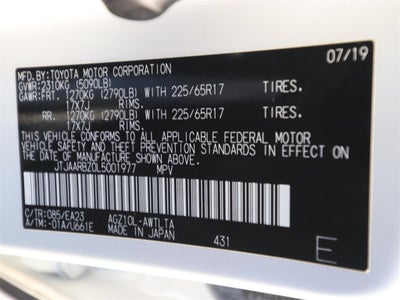 MFD. BY: TOYOTA MOTOR CORPORATION 07/19
GVWR: 2310KG (5090LB)
GAWR: FRT. 1270KG (2790LB) WITH 225/65R17 TIRES.
17X7J RIMS.
RR. 1270KG (2790LB) WITH 225/65R17 TIRES.
17X7J RIMS.
THIS VEHICLE CONFORMS TO ALL APPLICABLE FEDERAL MOTOR
VEHICLE SAFETY, BUMPER, AND THEFT PREVENTION STANDARDS IN EFFECT
ON THE DATE OF MANUFACTURE SHOWN ABOVE.
JTJAARBZ0L5001977 MPV
C/TR: 085/EA23 AGZ10L-AWTLTA
A/TM: -01A/U661E MADE IN JAPAN 431 E